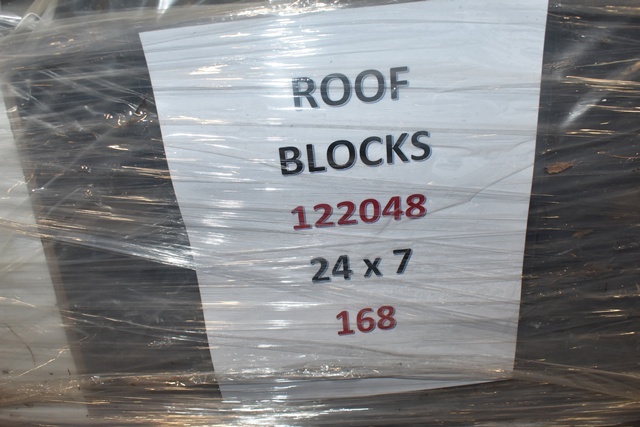 ROOF
BLOCKS
122048
24 x 7
168